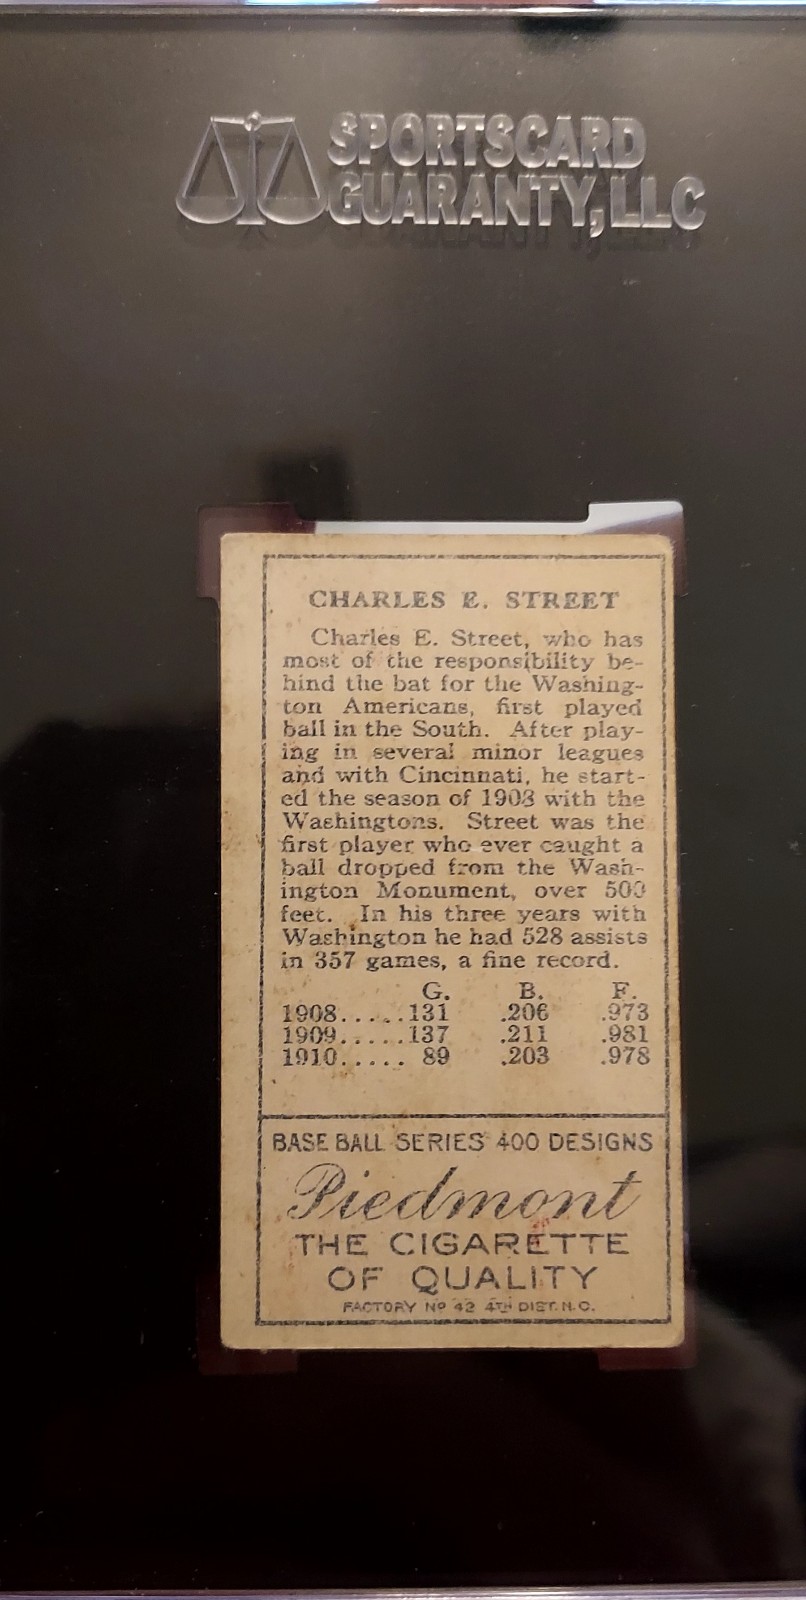 SPORTSCARD
GUARANTY, LLC
CHARLES E. STREET
Charles E. Street, who has
most of the responsibility be-
hind the bat for the Washing-
ton Americans, first played
ball in the South. After play-
ing in several minor leagues
and with Cincinnati, he start-
ed the season of 1908 with the
Washingtons. Street was the
first player who ever caught a
ball dropped from the Wash-
ington Monument, over 500
feet. In his three years with
Washington he had 528 assists
in 357 games, a fine record.
G. B. F.
1908.....131 .206 .973
1909.....137 .211 .981
1910..... 89 .203 .978
BASE BALL SERIES 400 DESIGNS
Piedmont
THE CIGARETTE
OF QUALITY
FACTORY Nº 42 4TH DIST. N.C.